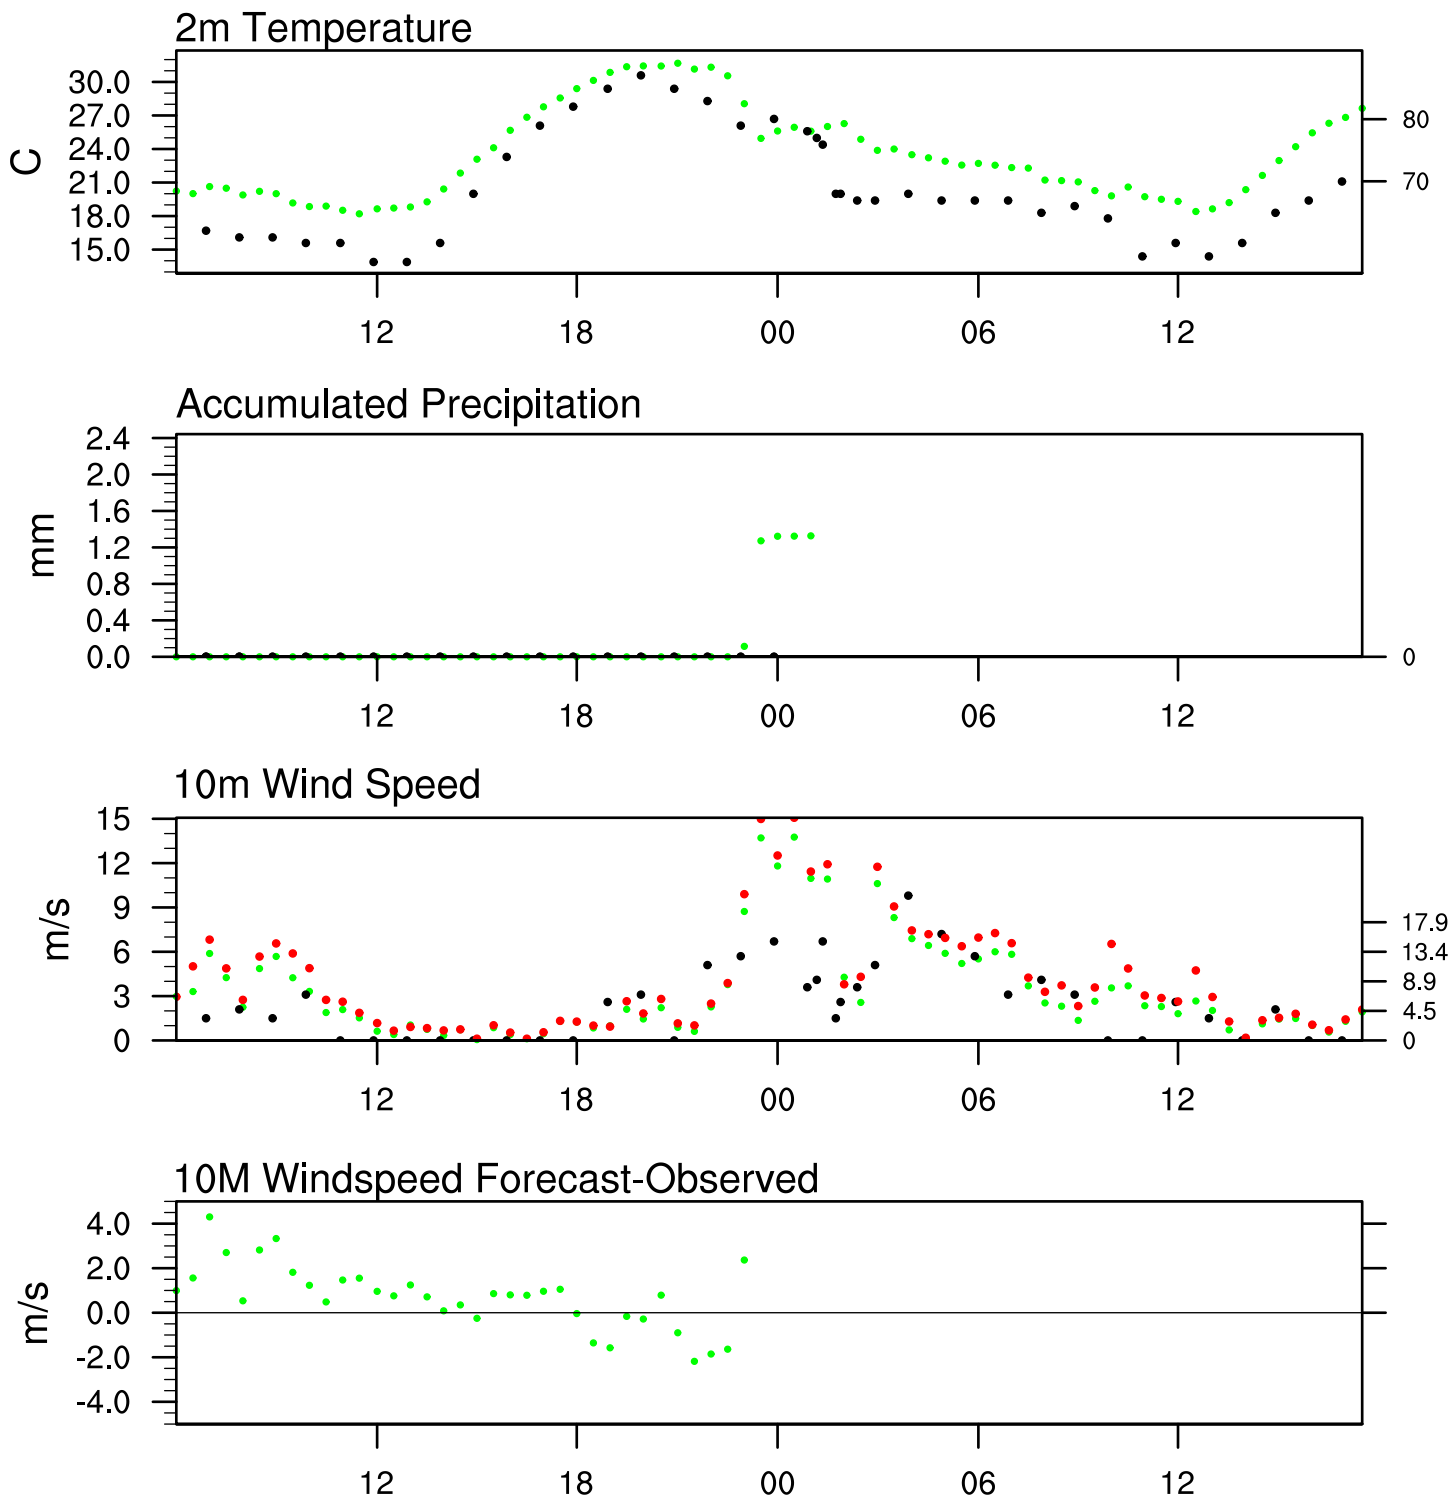 2m Temperature
30.0
27.0
24.0
21.0
18.0
15.0
C
80
70
12 18 00 06 12
Accumulated Precipitation
2.4
2.0
1.6
1.2
0.8
0.4
0.0
mm
0
12 18 00 06 12
10m Wind Speed
15
12
9
6
3
0
m/s
17.9
13.4
8.9
4.5
0
12 18 00 06 12
10M Windspeed Forecast-Observed
4.0
2.0
0.0
-2.0
-4.0
m/s
12 18 00 06 12